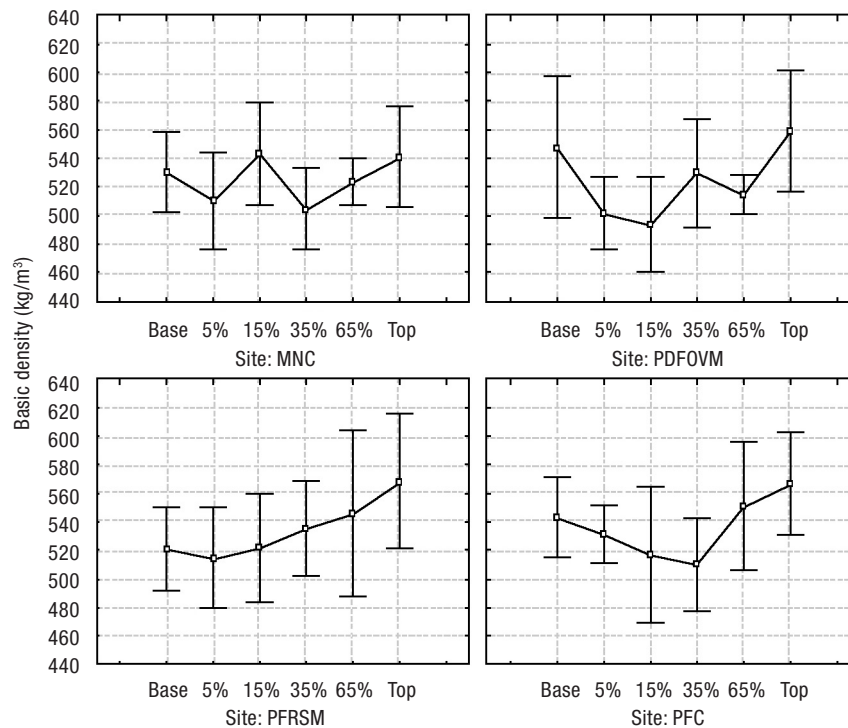 640
620
600
580
560
540
520
500
480
460
440
Base 5% 15% 35% 65% Top
Site: MNC
Base 5% 15% 35% 65% Top
Site: PDFOVM
Basic density (kg/m³)
640
620
600
580
560
540
520
500
480
460
440
Base 5% 15% 35% 65% Top
Site: PFRSM
Base 5% 15% 35% 65% Top
Site: PFC